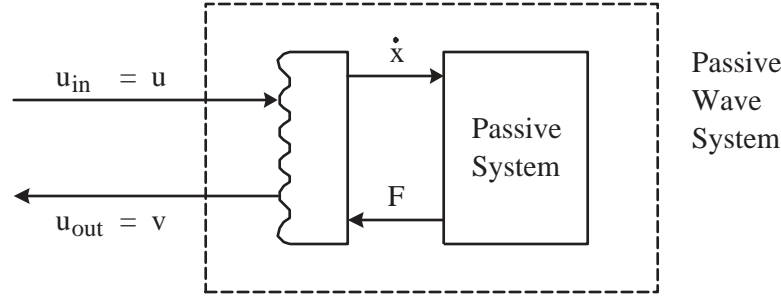 u_in = u
u_out = v
ẋ
F
Passive
System
Passive
Wave
System